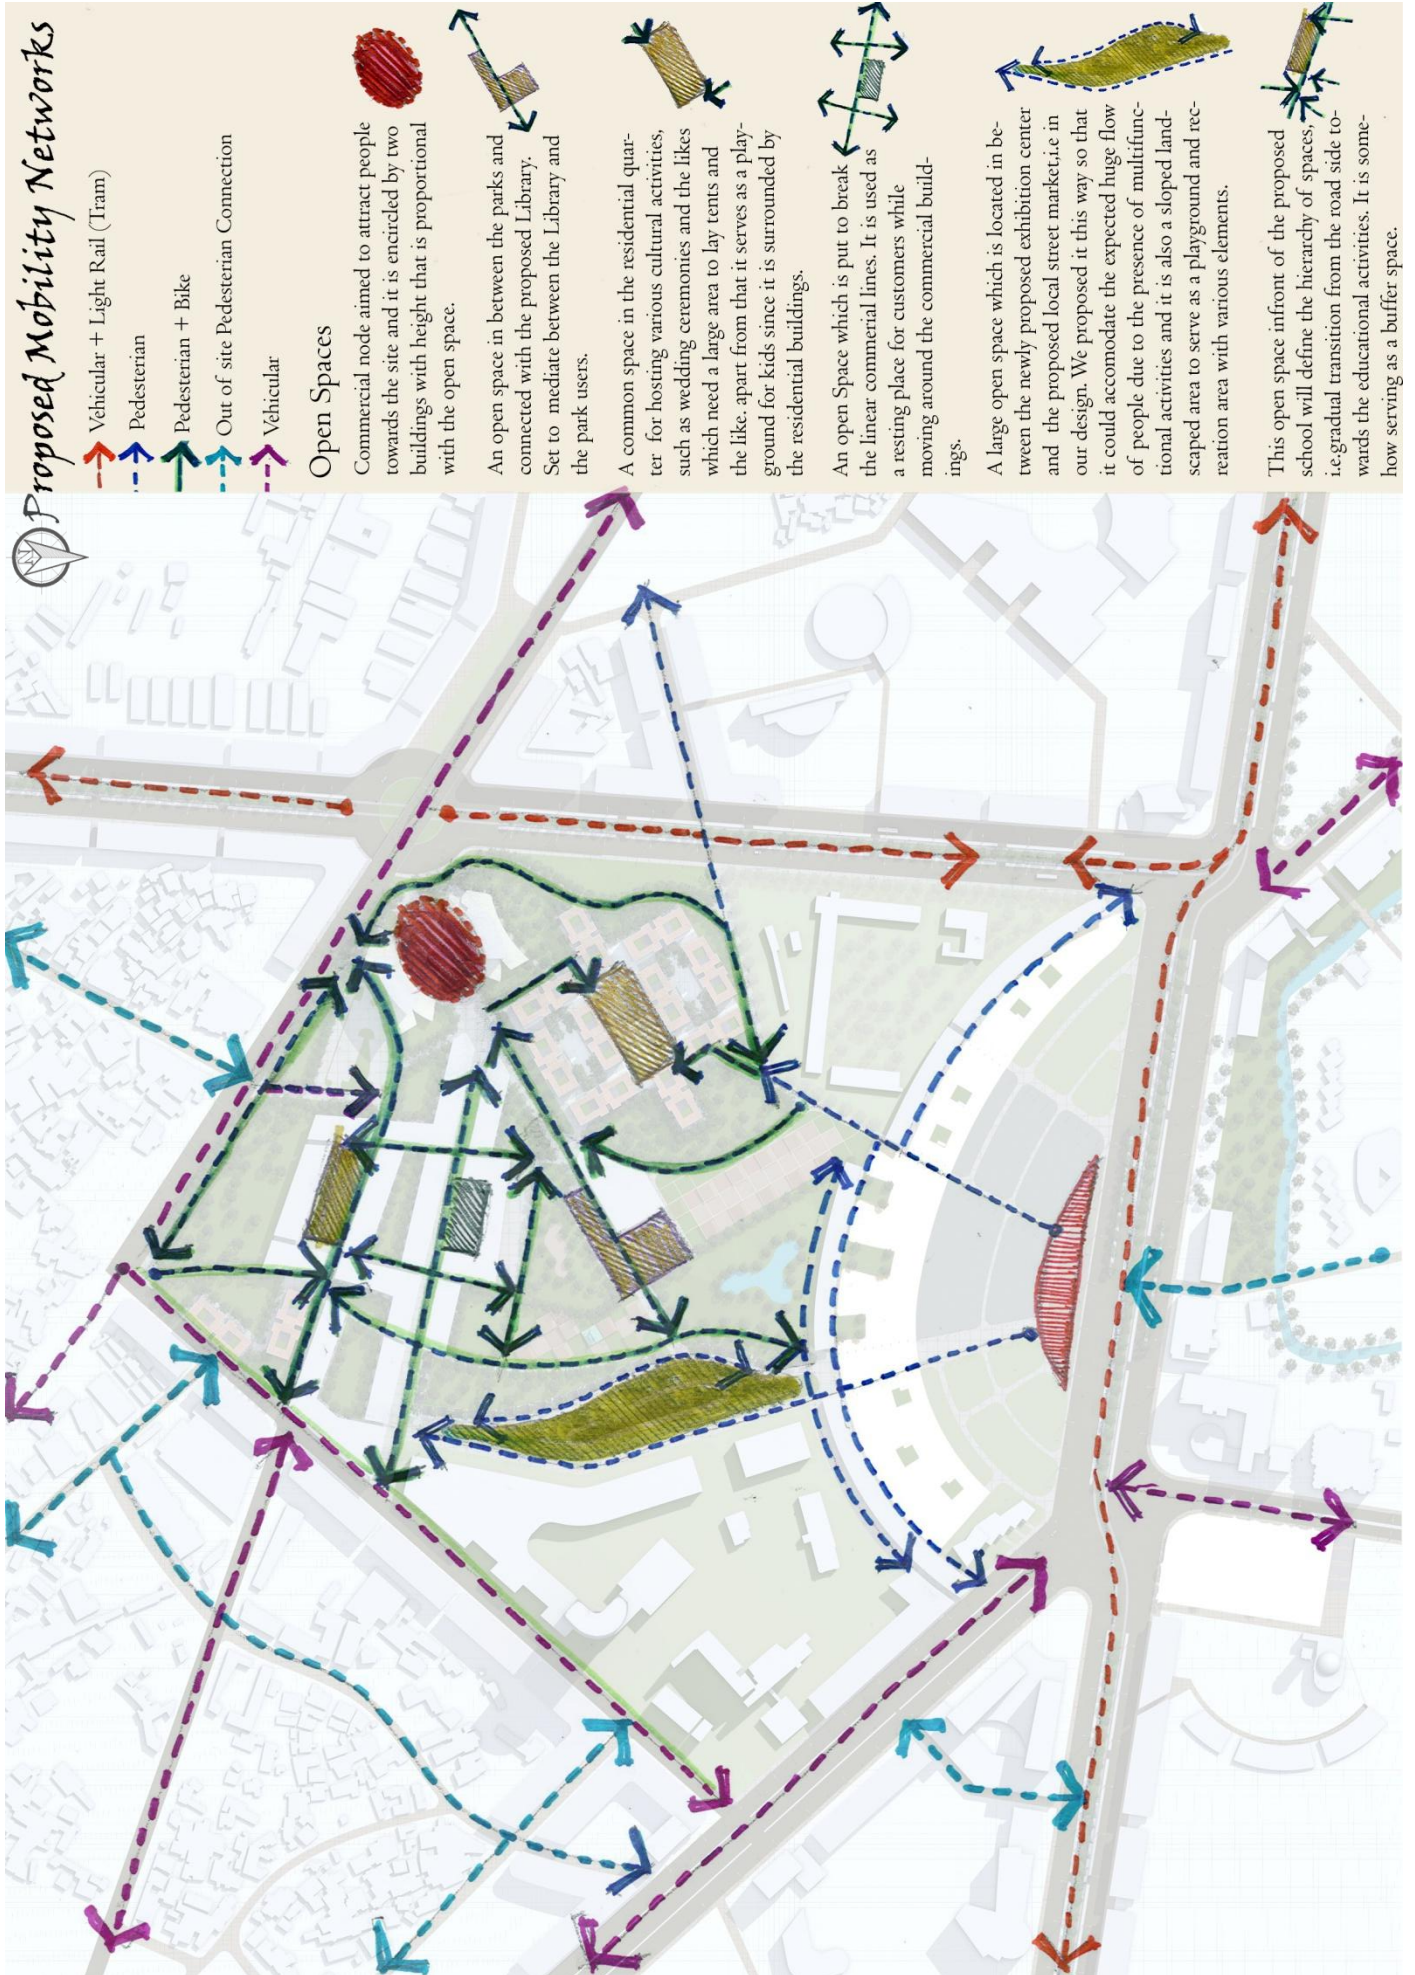 Proposed Mobility Networks
Vehicular + Light Rail (Tram)
Pedesterian
Pedesterian + Bike
Out of site Pedesterian Connection
Vehicular
Open Spaces
Commercial node aimed to attract people
towards the site and it is encircled by two
buildings with height that is proportional
with the open space.
An open space in between the parks and
connected with the proposed Library.
Set to mediate between the Library and
the park users.
A common space in the residential quar-
ter for hosting various cultural activities,
such as wedding ceremonies and the likes
which need a large area to lay tents and
the like. apart from that it serves as a play-
ground for kids since it is surrounded by
the residential buildings.
An open Space which is put to break
the linear commerial lines. It is used as
a resting place for customers while
moving around the commercial build-
ings.
A large open space which is located in be-
tween the newly proposed exhibition center
and the proposed local street market,i.e in
our design. We proposed it this way so that
it could accomodate the expected huge flow
of people due to the presence of multifunc-
tional activities and it is also a sloped land-
scaped area to serve as a playground and rec-
reation area with various elements.
This open space infront of the proposed
school will define the hierarchy of spaces,
i.e.gradual transition from the road side to-
wards the educational activities. It is some-
how serving as a buffer space.
N